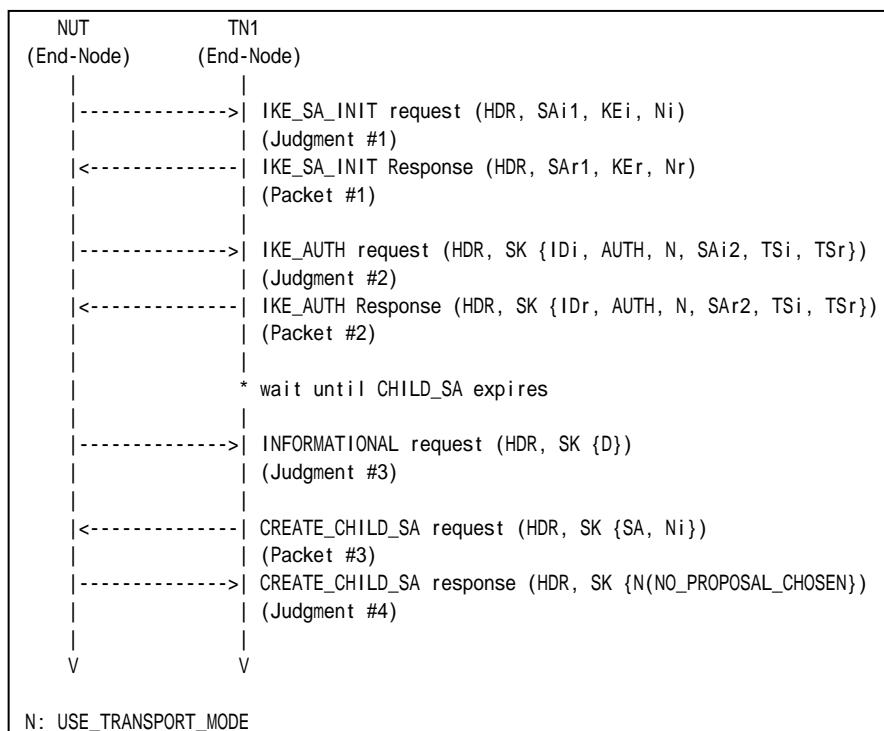 NUT TN1
(End-Node) (End-Node)
| |
|-------------->| IKE_SA_INIT request (HDR, SAi1, KEi, Ni)
| | (Judgment #1)
|<--------------| IKE_SA_INIT Response (HDR, SAr1, KEr, Nr)
| | (Packet #1)
| |
|-------------->| IKE_AUTH request (HDR, SK {IDi, AUTH, N, SAi2, TSi, TSr})
| | (Judgment #2)
|<--------------| IKE_AUTH Response (HDR, SK {IDr, AUTH, N, SAr2, TSi, TSr})
| | (Packet #2)
| |
| * wait until CHILD_SA expires
| |
|-------------->| INFORMATIONAL request (HDR, SK {D})
| | (Judgment #3)
| |
|<--------------| CREATE_CHILD_SA request (HDR, SK {SA, Ni})
| | (Packet #3)
|-------------->| CREATE_CHILD_SA response (HDR, SK {N(NO_PROPOSAL_CHOSEN})
| | (Judgment #4)
| |
V V
N: USE_TRANSPORT_MODE